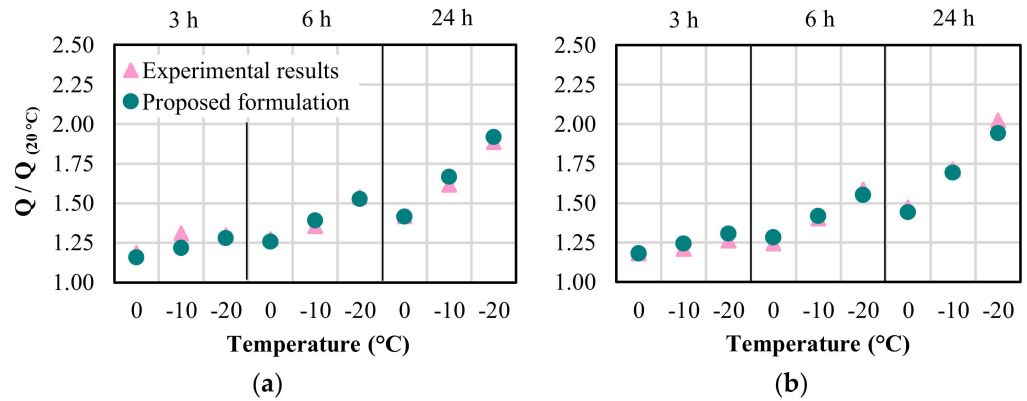 3 h 6 h 24 h
2.50
2.25
2.00
1.75
1.50
1.25
1.00
Q / Q (20 °C)
Experimental results
Proposed formulation
0 -10 -20 0 -10 -20 0 -10 -20
Temperature (°C)
(a)
3 h 6 h 24 h
2.50
2.25
2.00
1.75
1.50
1.25
1.00
0 -10 -20 0 -10 -20 0 -10 -20
Temperature (°C)
(b)